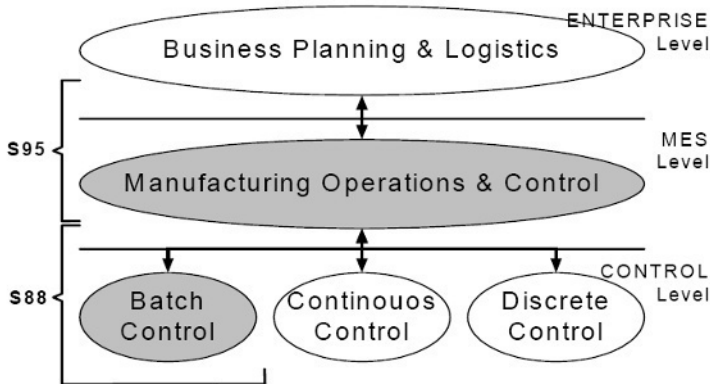 ENTERPRISE
Level
Business Planning & Logistics
S95
MES
Level
Manufacturing Operations & Control
S88
CONTROL
Level
Batch
Control
Continouos
Control
Discrete
Control